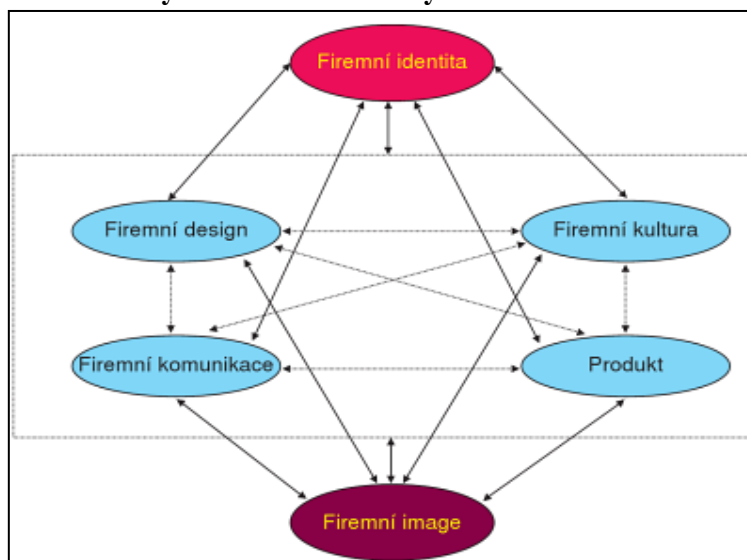 Firemní identita
Firemní design
Firemní kultura
Firemní komunikace
Produkt
Firemní image